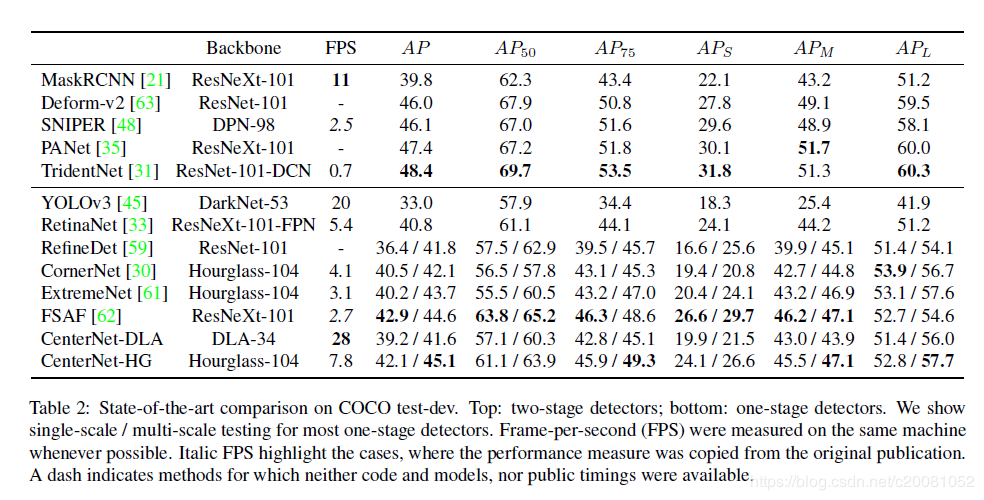 Backbone FPS AP AP50 AP75 APS APM APL
MaskRCNN [21] ResNeXt-101 11 39.8 62.3 43.4 22.1 43.2 51.2
Deform-v2 [63] ResNet-101 - 46.0 67.9 50.8 27.8 49.1 59.5
SNIPER [48] DPN-98 2.5 46.1 67.0 51.6 29.6 48.9 58.1
PANet [35] ResNeXt-101 - 47.4 67.2 51.8 30.1 51.7 60.0
TridentNet [31] ResNet-101-DCN 0.7 48.4 69.7 53.5 31.8 51.3 60.3
YOLOv3 [45] DarkNet-53 20 33.0 57.9 34.4 18.3 25.4 41.9
RetinaNet [33] ResNeXt-101-FPN 5.4 40.8 61.1 44.1 24.1 44.2 51.2
RefineDet [59] ResNet-101 - 36.4 / 41.8 57.5 / 62.9 39.5 / 45.7 16.6 / 25.6 39.9 / 45.1 51.4 / 54.1
CornerNet [30] Hourglass-104 4.1 40.5 / 42.1 56.5 / 57.8 43.1 / 45.3 19.4 / 20.8 42.7 / 44.8 53.9 / 56.7
ExtremeNet [61] Hourglass-104 3.1 40.2 / 43.7 55.5 / 60.5 43.2 / 47.0 20.4 / 24.1 43.2 / 46.9 53.1 / 57.6
FSAF [62] ResNeXt-101 2.7 42.9 / 44.6 63.8 / 65.2 46.3 / 48.6 26.6 / 29.7 46.2 / 47.1 52.7 / 54.6
CenterNet-DLA DLA-34 28 39.2 / 41.6 57.1 / 60.3 42.8 / 45.1 19.9 / 21.5 43.0 / 43.9 51.4 / 56.0
CenterNet-HG Hourglass-104 7.8 42.1 / 45.1 61.1 / 63.9 45.9 / 49.3 24.1 / 26.6 45.5 / 47.1 52.8 / 57.7
Table 2: State-of-the-art comparison on COCO test-dev. Top: two-stage detectors; bottom: one-stage detectors. We show
single-scale / multi-scale testing for most one-stage detectors. Frame-per-second (FPS) were measured on the same machine
whenever possible. Italic FPS highlight the cases, where the performance measure was copied from the original publication.
A dash indicates methods for which neither code and models, nor public timings were available.
https://blog.csdn.net/c20081052